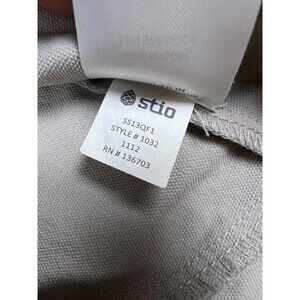 stio
SS13QF1
STYLE # 1032
1112
RN # 136703